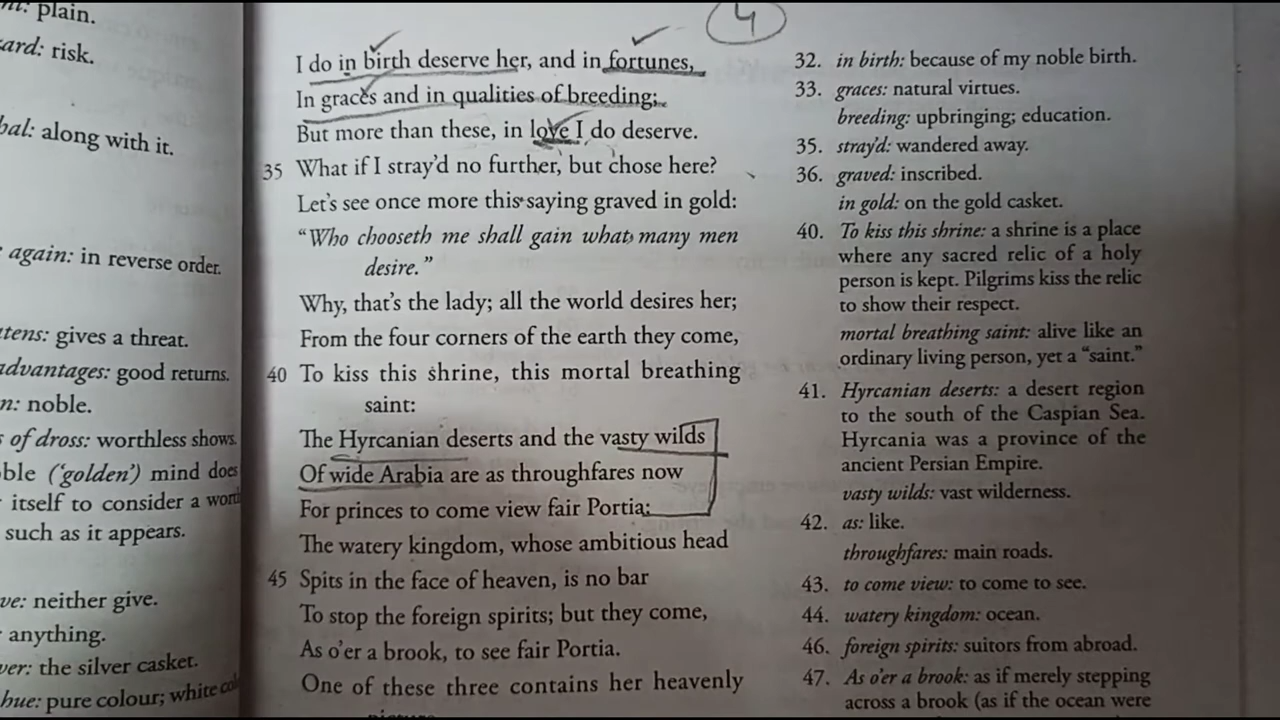 plain.
risk.
along with it.
again: in reverse order.
gives a threat.
advantages: good returns.
noble.
of dross: worthless shows.
('golden') mind does
itself to consider a
such as it appears.
neither give.
anything.
the silver casket.
hue: pure colour; white
4
I do in birth deserve her, and in fortunes,
In graces and in qualities of breeding;
But more than these, in love I do deserve.
35 What if I stray'd no further, but chose here?
Let's see once more this saying graved in gold:
"Who chooseth me shall gain what many men
desire."
Why, that's the lady; all the world desires her;
From the four corners of the earth they come,
40 To kiss this shrine, this mortal breathing
saint:
The Hyrcanian deserts and the vasty wilds
Of wide Arabia are as throughfares now
For princes to come view fair Portia:
The watery kingdom, whose ambitious head
45 Spits in the face of heaven, is no bar
To stop the foreign spirits; but they come,
As o'er a brook, to see fair Portia.
One of these three contains her heavenly
32. in birth: because of my noble birth.
33. graces: natural virtues.
breeding: upbringing; education.
35. stray'd: wandered away.
36. graved: inscribed.
in gold: on the gold casket.
40. To kiss this shrine: a shrine is a place
where any sacred relic of a holy
person is kept. Pilgrims kiss the relic
to show their respect.
mortal breathing saint: alive like an
ordinary living person, yet a "saint."
41. Hyrcanian deserts: a desert region
to the south of the Caspian Sea.
Hyrcania was a province of the
ancient Persian Empire.
vasty wilds: vast wilderness.
42. as: like.
throughfares: main roads.
43. to come view: to come to see.
44. watery kingdom: ocean.
46. foreign spirits: suitors from abroad.
47. As o'er a brook: as if merely stepping
across a brook (as if the ocean were